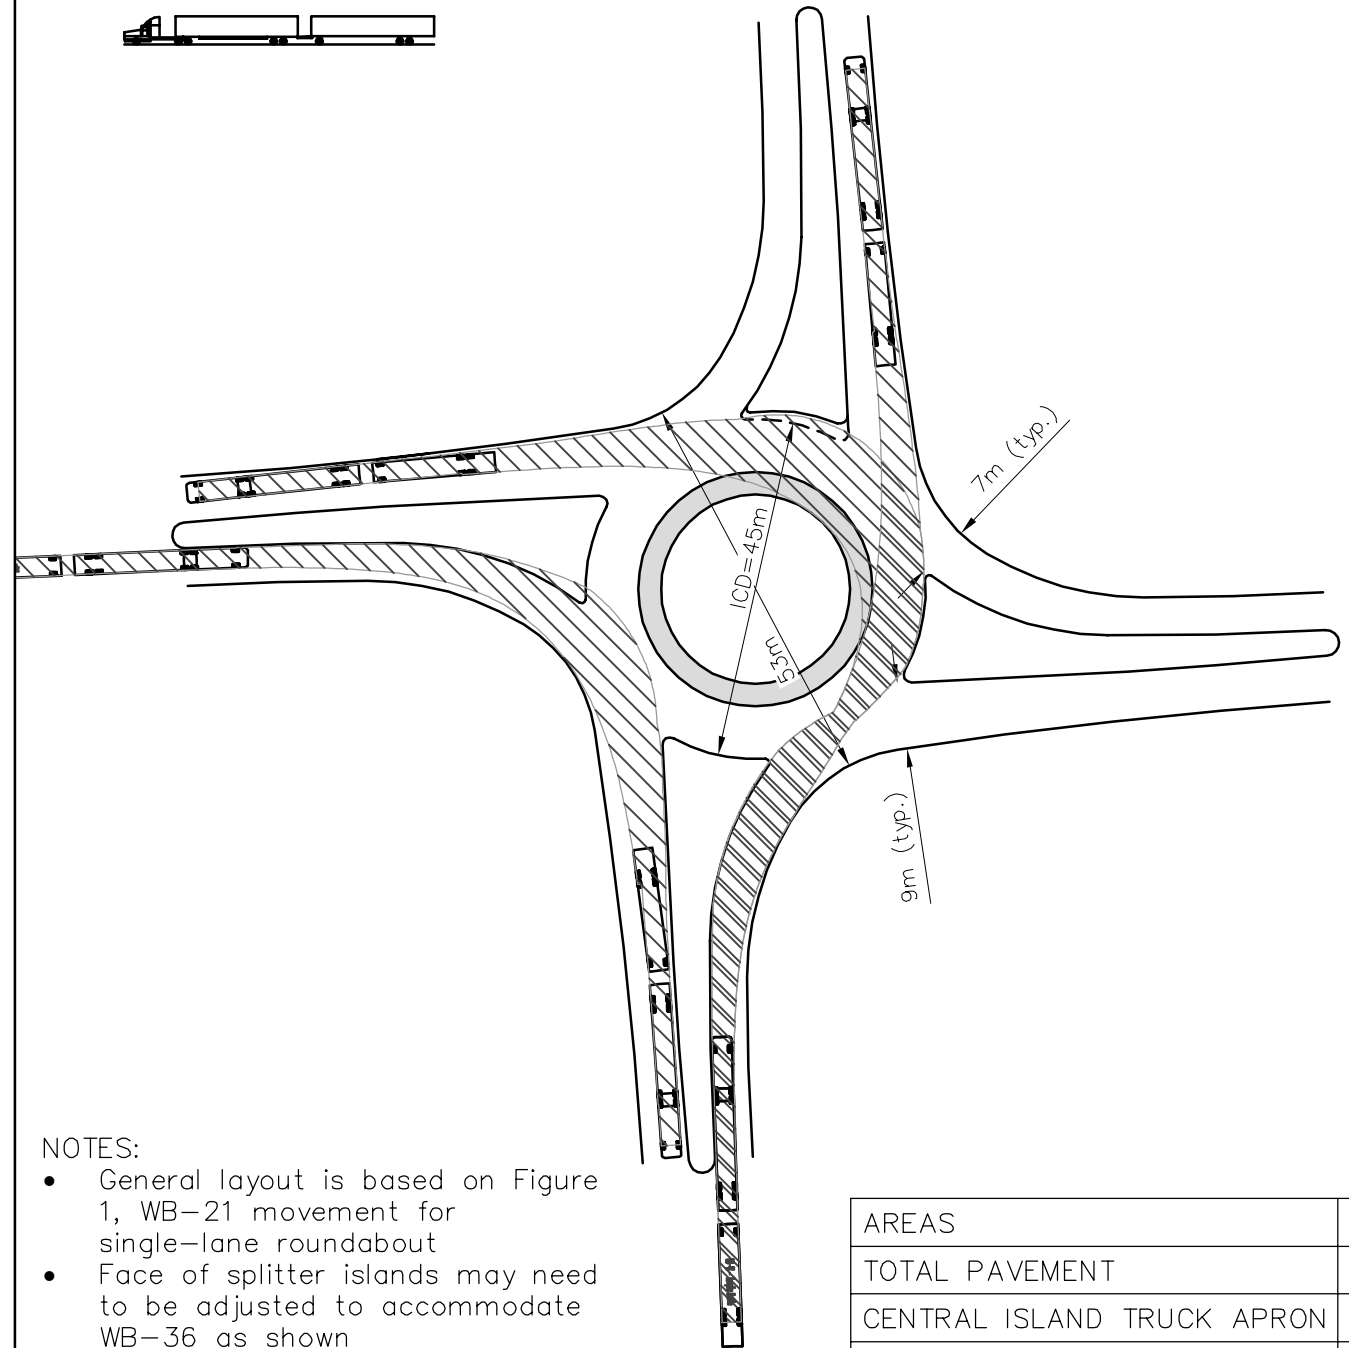 7m (typ.)
ICD=45m
53m
9m (typ.)
NOTES:
• General layout is based on Figure
1, WB-21 movement for
single-lane roundabout
• Face of splitter islands may need
to be adjusted to accommodate
WB-36 as shown
AREAS
TOTAL PAVEMENT
CENTRAL ISLAND TRUCK APRON